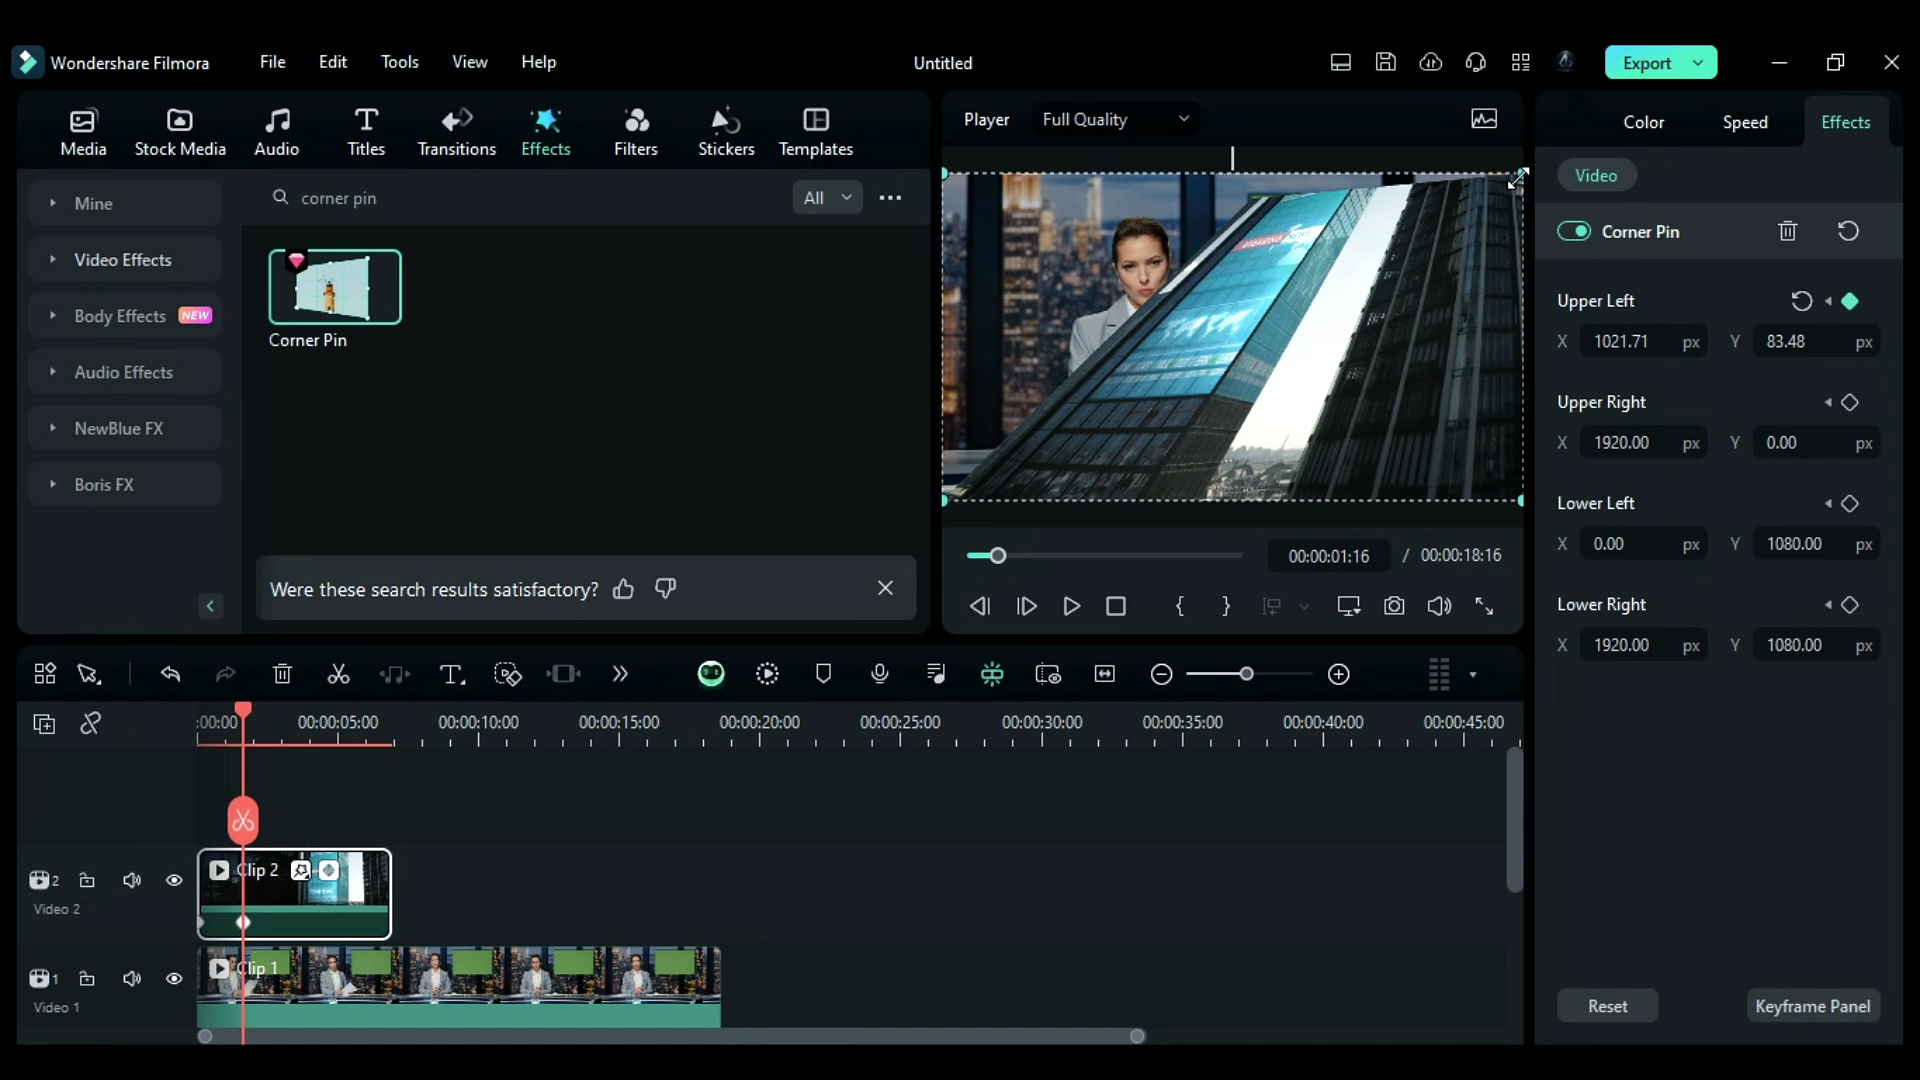 Wondershare Filmora
File
Edit
Tools
View
Help
Untitled
Export
Media
Stock Media
Audio
Titles
Transitions
Effects
Filters
Stickers
Templates
Player
Full Quality
Color
Speed
Effects
Mine
Video Effects
Body Effects NEW
Audio Effects
NewBlue FX
Boris FX
corner pin
All
Corner Pin
Were these search results satisfactory?
00:00:01:16 / 00:00:18:16
Video
Corner Pin
Upper Left
X 1021.71 px Y 83.48 px
Upper Right
X 1920.00 px Y 0.00 px
Lower Left
X 0.00 px Y 1080.00 px
Lower Right
X 1920.00 px Y 1080.00 px
Reset
Keyframe Panel
:00:00 00:00:05:00 00:00:10:00 00:00:15:00 00:00:20:00 00:00:25:00 00:00:30:00 00:00:35:00 00:00:40:00 00:00:45:00
2
Video 2
Clip 2
1
Video 1
Clip 1